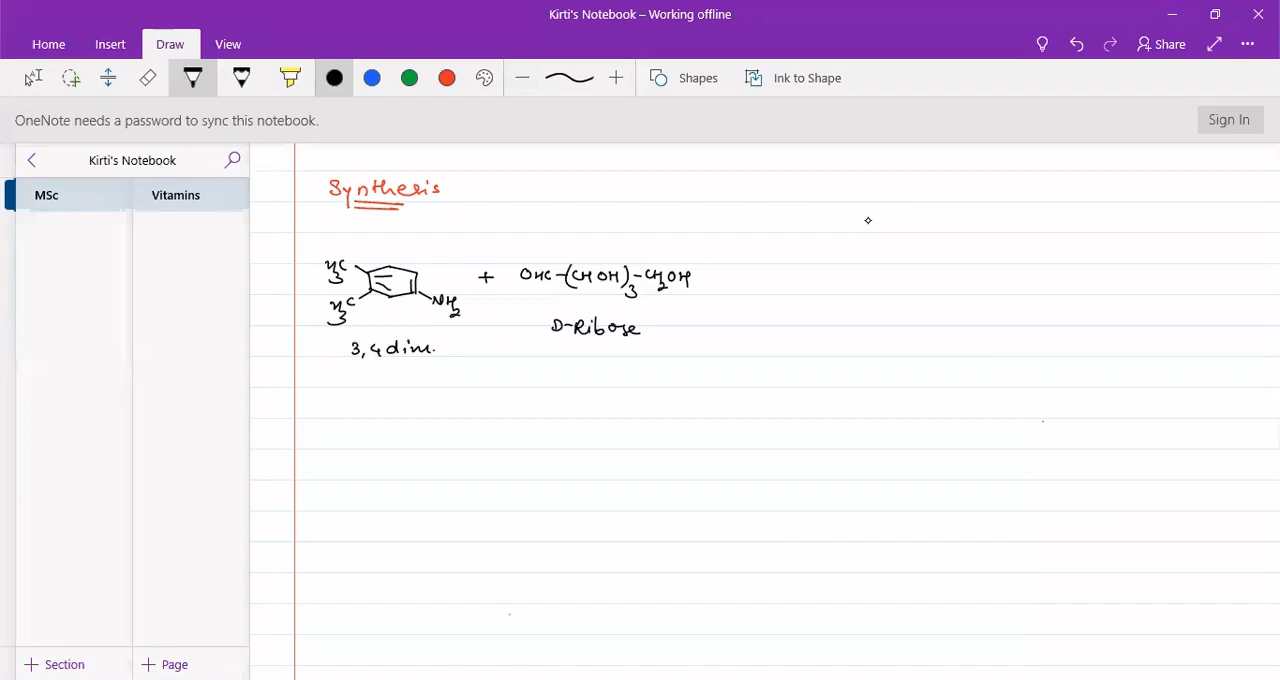 Kirti's Notebook – Working offline
Home Insert Draw View
Share
Shapes Ink to Shape
OneNote needs a password to sync this notebook.
Sign In
Kirti's Notebook
MSc Vitamins
Synthesis
H3C
H3C NH2
+ OHC-(CHOH)3-CH2OH
D-Ribose
3,4 dim.
Section Page